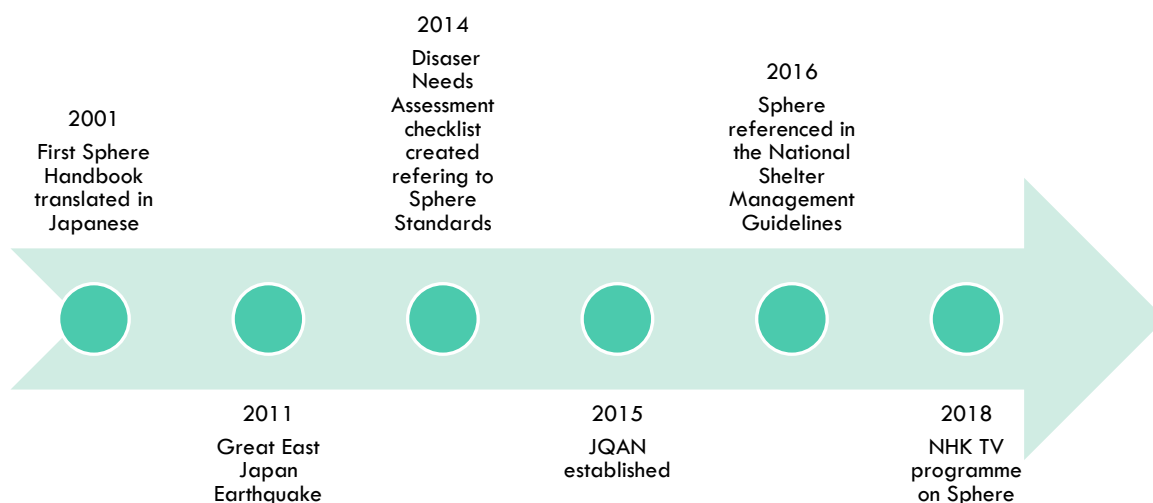 2001
First Sphere
Handbook
translated in
Japanese
2011
Great East
Japan
Earthquake
2014
Disaser
Needs
Assessment
checklist
created
refering to
Sphere
Standards
2015
JQAN
established
2016
Sphere
referenced in
the National
Shelter
Management
Guidelines
2018
NHK TV
programme
on Sphere